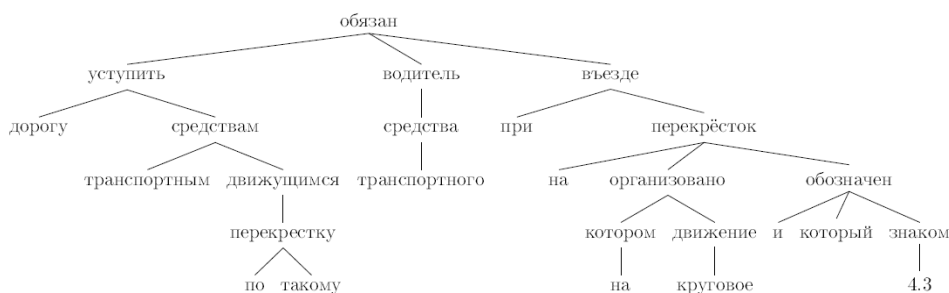 обязан
уступить водитель въезде
дорогу средствам средства при перекрёсток
транспортным движущимся транспортного на организовано обозначен
перекрестку котором движение и который знаком
по такому на круговое 4.3